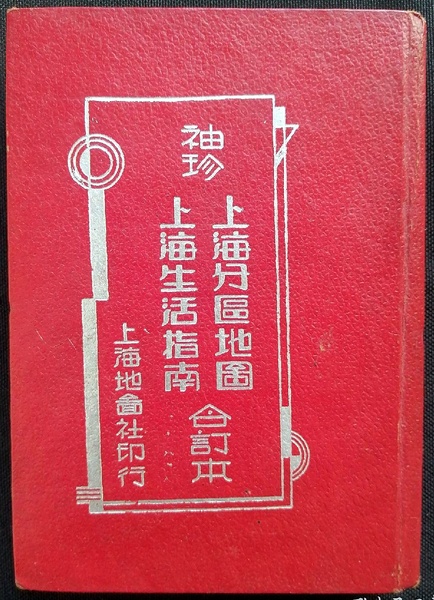 袖珍
上海分區地圖
上海生活指南
合訂本
上海地會社印行